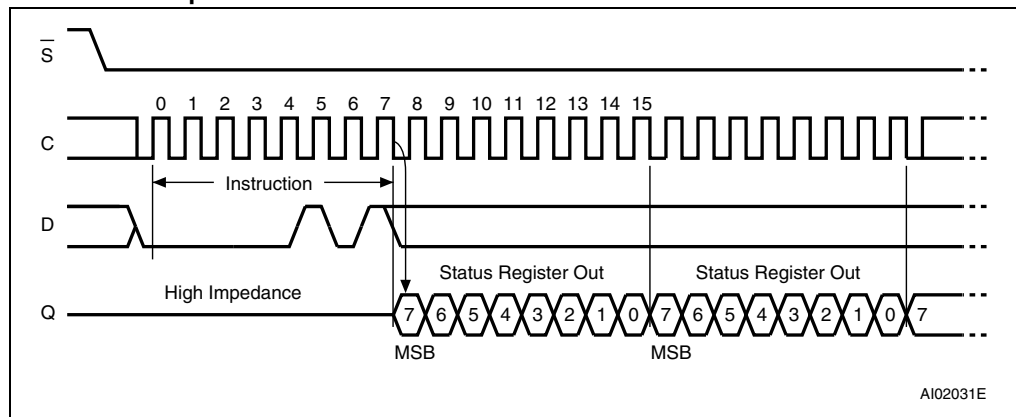 S
0 1 2 3 4 5 6 7 8 9 10 11 12 13 14 15
C
Instruction
D
Status Register Out Status Register Out
High Impedance
Q 7 6 5 4 3 2 1 0 7 6 5 4 3 2 1 0 7
MSB MSB
AI02031E